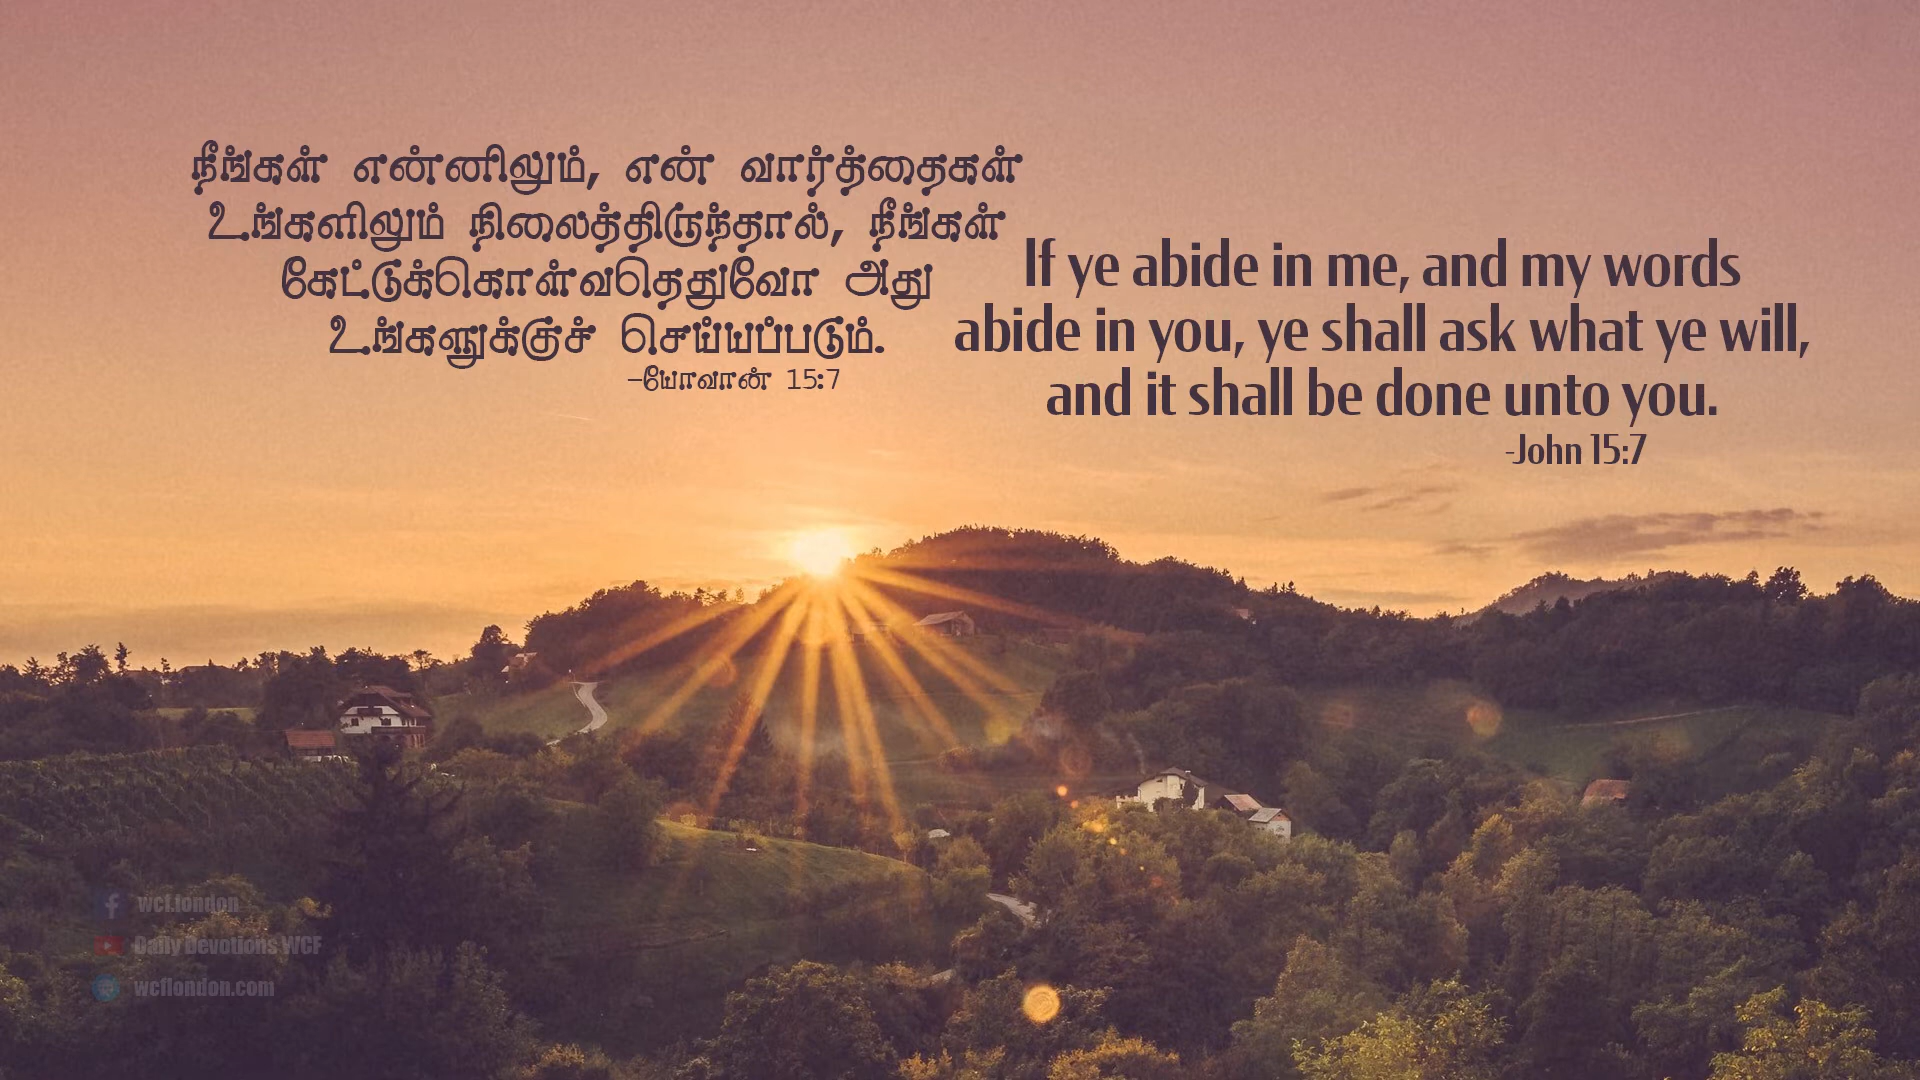 நீங்கள் என்னிலும், என் வார்த்தைகள்
உங்களிலும் நிலைத்திருந்தால், நீங்கள்
கேட்டுக்கொள்வதெதுவோ அது
உங்களுக்குச் செய்யப்படும்.
-யோவான் 15:7
If ye abide in me, and my words
abide in you, ye shall ask what ye will,
and it shall be done unto you.
-John 15:7
wcf.london
Daily Devotions WCF
wcflondon.com